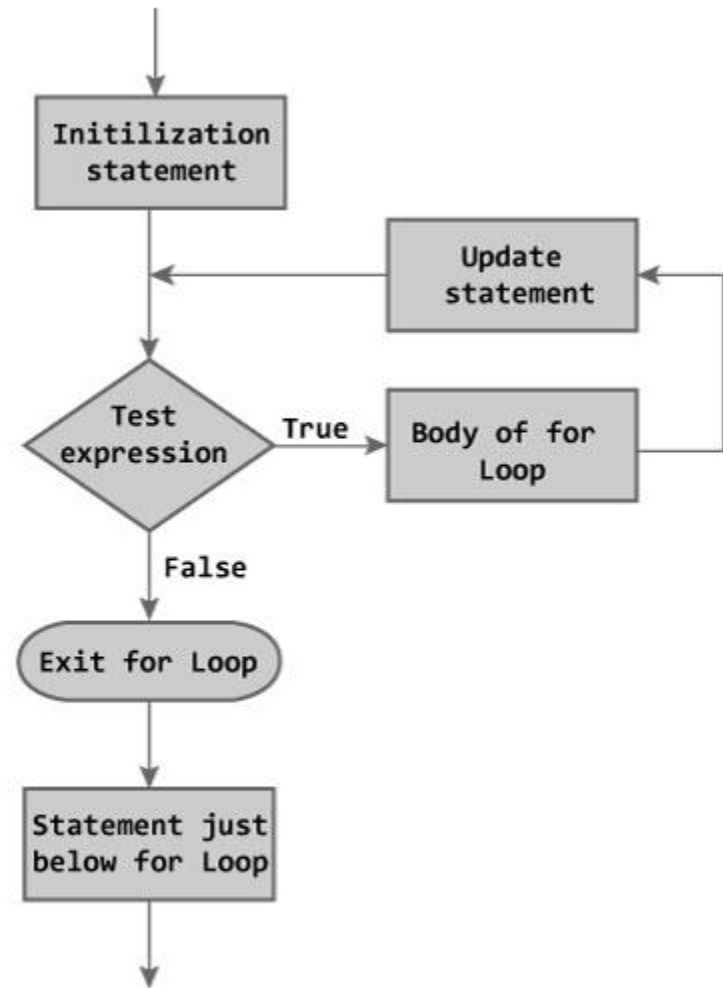 Initilization
statement
Update
statement
Test
expression
True
Body of for
Loop
False
Exit for Loop
Statement just
below for Loop